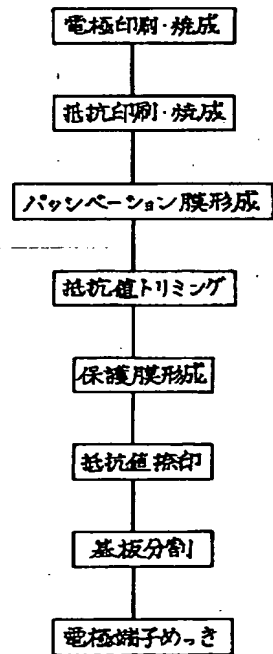 電極印刷・焼成
抵抗印刷・焼成
パッシベーション膜形成
抵抗値トリミング
保護膜形成
抵抗値捺印
基板分割
電極端子めっき